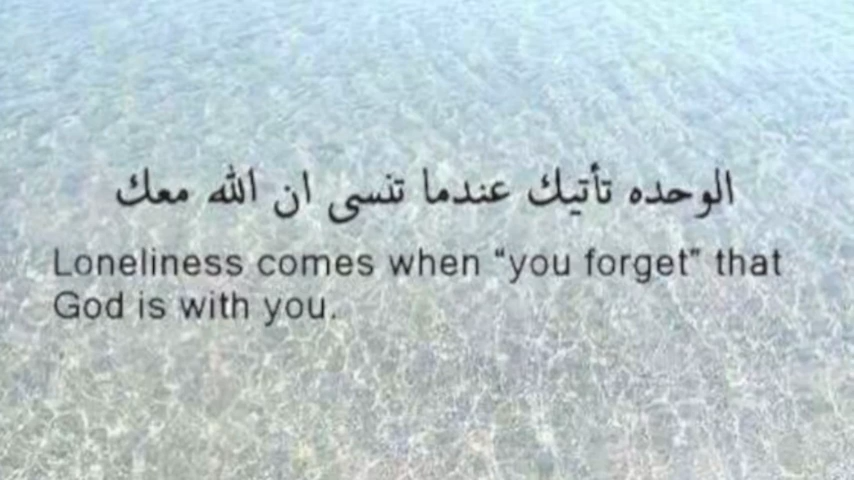 الوحده تأتيك عندما تنسى ان الله معك
Loneliness comes when “you forget” that
God is with you.